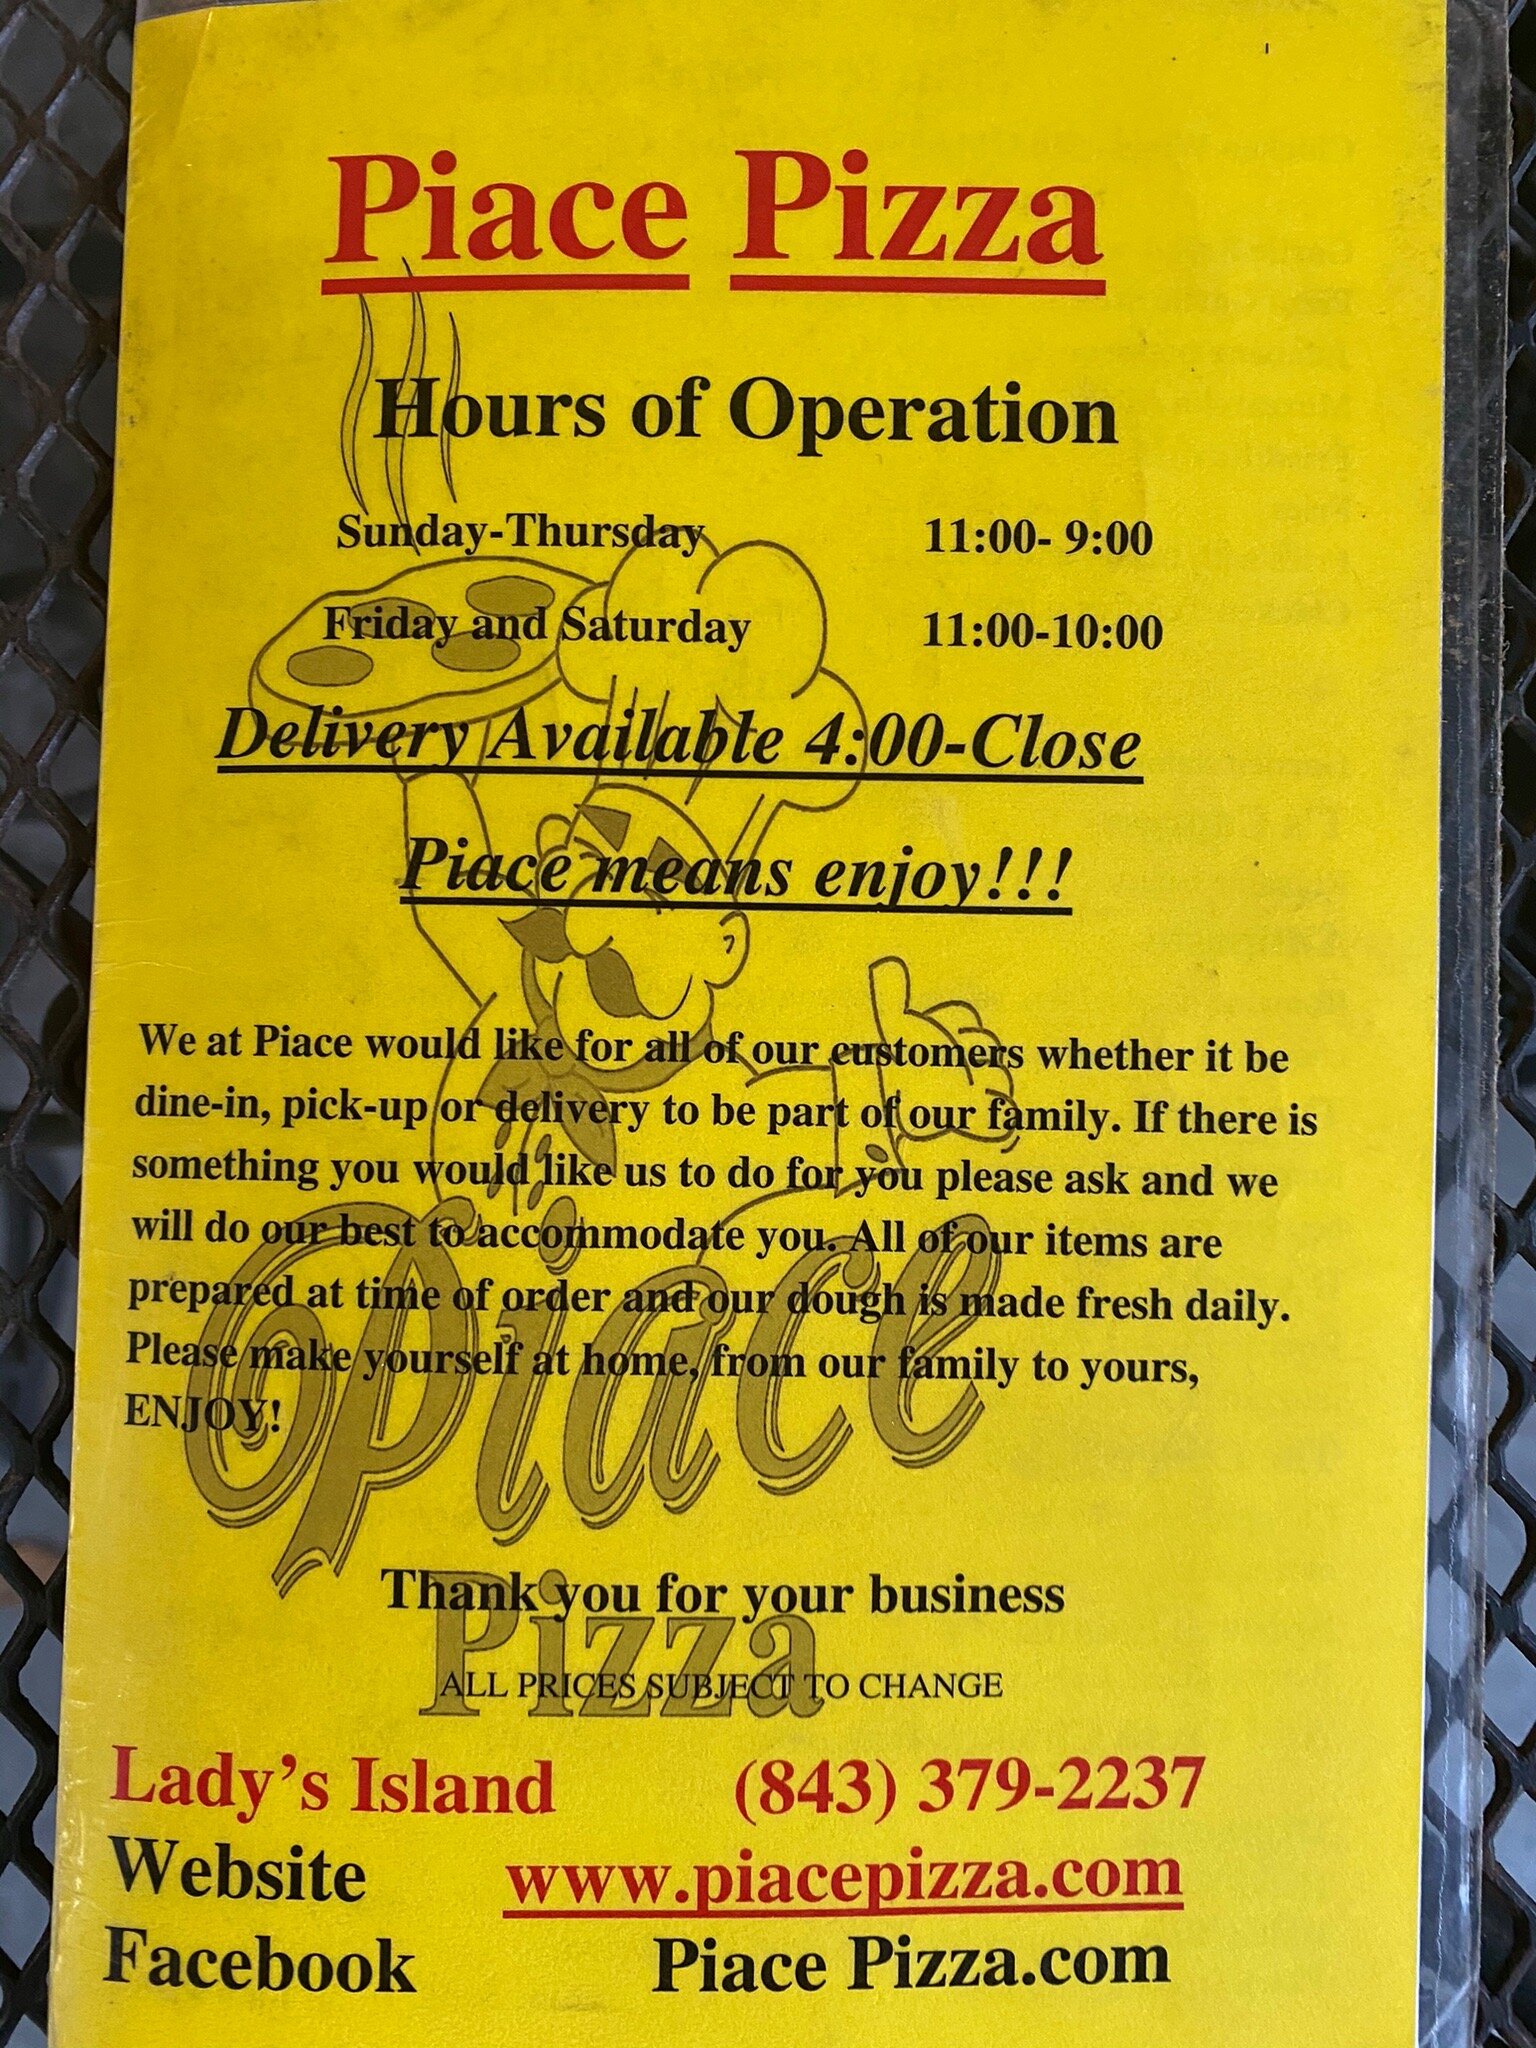 Piace Pizza
Hours of Operation
Sunday-Thursday 11:00- 9:00
Friday and Saturday 11:00-10:00
Delivery Available 4:00-Close
Piace means enjoy!!!
We at Piace would like for all of our customers whether it be
dine-in, pick-up or delivery to be part of our family. If there is
something you would like us to do for you please ask and we
will do our best to accommodate you. All of our items are
prepared at time of order and our dough is made fresh daily.
Please make yourself at home, from our family to yours,
ENJOY!
Piace
Thank you for your business
Pizza
ALL PRICES SUBJECT TO CHANGE
Lady's Island (843) 379-2237
Website www.piacepizza.com
Facebook Piace Pizza.com